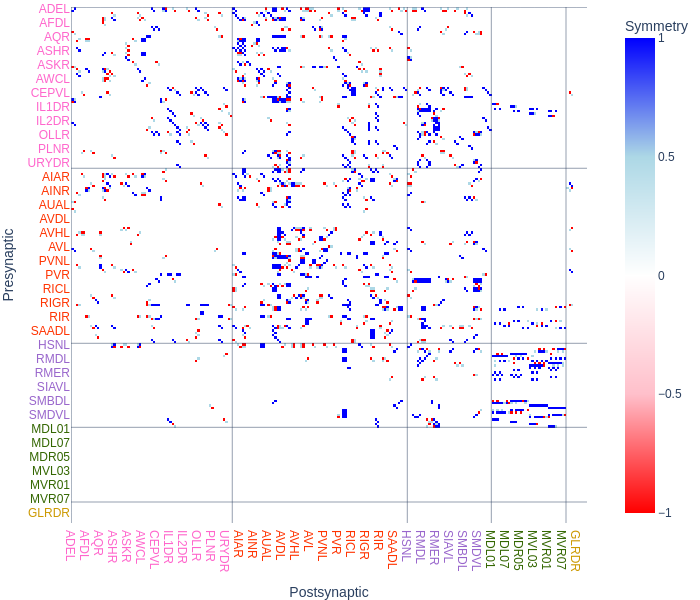 Symmetry
1
0.5
0
−0.5
−1
Presynaptic
ADEL
AFDL
AQR
ASHR
ASKR
AWCL
CEPVL
IL1DR
IL2DR
OLLR
PLNR
URYDR
AIAR
AINR
AUAL
AVDL
AVHL
AVL
PVNL
PVR
RICL
RIGR
RIR
SAADL
HSNL
RMDL
RMER
SIAVL
SMBDL
SMDVL
MDL01
MDL07
MDR05
MVL03
MVR01
MVR07
GLRDR
ADEL
AFDL
AQR
ASHR
ASKR
AWCL
CEPVL
IL1DR
IL2DR
OLLR
PLNR
URYDR
AIAR
AINR
AUAL
AVDL
AVHL
AVL
PVNL
PVR
RICL
RIGR
RIR
SAADL
HSNL
RMDL
RMER
SIAVL
SMBDL
SMDVL
MDL01
MDL07
MDR05
MVL03
MVR01
MVR07
GLRDR
Postsynaptic